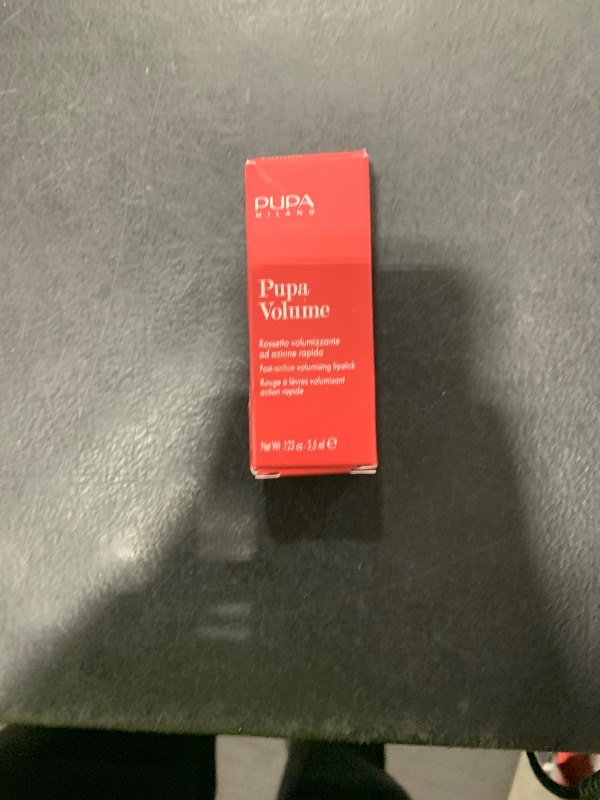 PUPA
MILANO
Pupa
Volume
Rossetto volumizzante
ad azione rapida
Fast-action volumising lipstick
Rouge à lèvres volumisant
action rapide
Net Wt .123 oz - 3,5 ml ℮